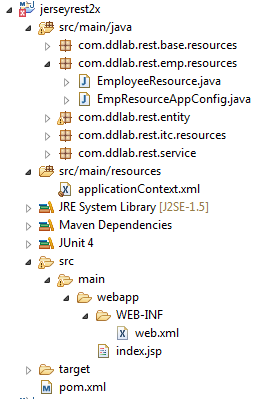 jerseyrest2x
src/main/java
com.ddlab.rest.base.resources
com.ddlab.rest.emp.resources
EmployeeResource.java
EmpResourceAppConfig.java
com.ddlab.rest.entity
com.ddlab.rest.itc.resources
com.ddlab.rest.service
src/main/resources
applicationContext.xml
JRE System Library [J2SE-1.5]
Maven Dependencies
JUnit 4
src
main
webapp
WEB-INF
web.xml
index.jsp
target
pom.xml